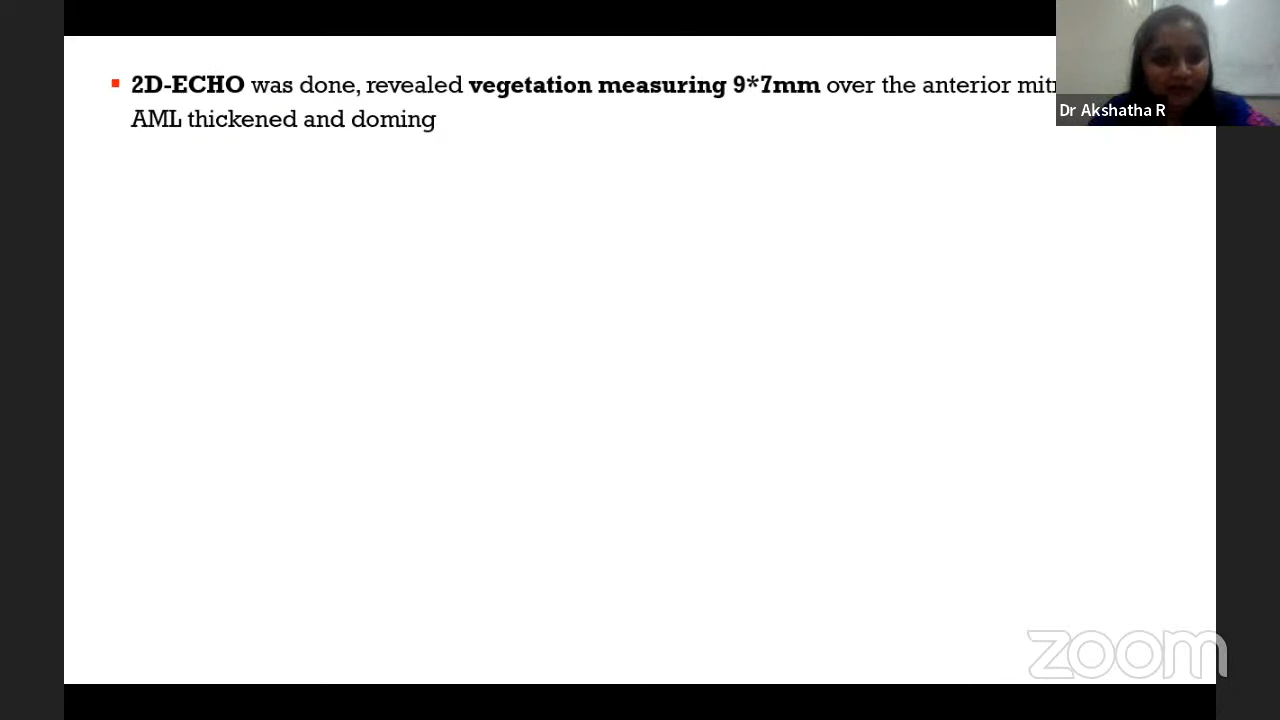 2D-ECHO was done, revealed vegetation measuring 9*7mm over the anterior
AML thickened and doming
Dr Akshatha R
zoom